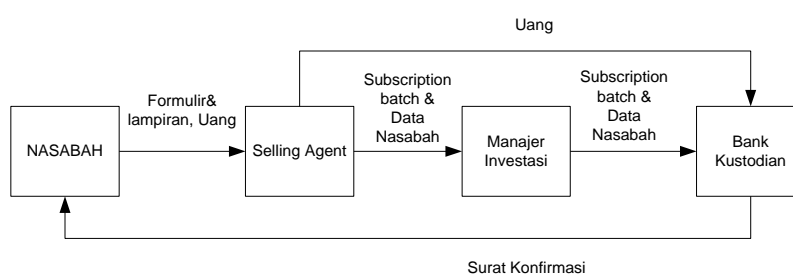 Uang
Subscription
batch &
Data
Nasabah
Subscription
batch &
Data
Nasabah
Formulir&
lampiran, Uang
NASABAH
Selling Agent
Manajer
Investasi
Bank
Kustodian
Surat Konfirmasi